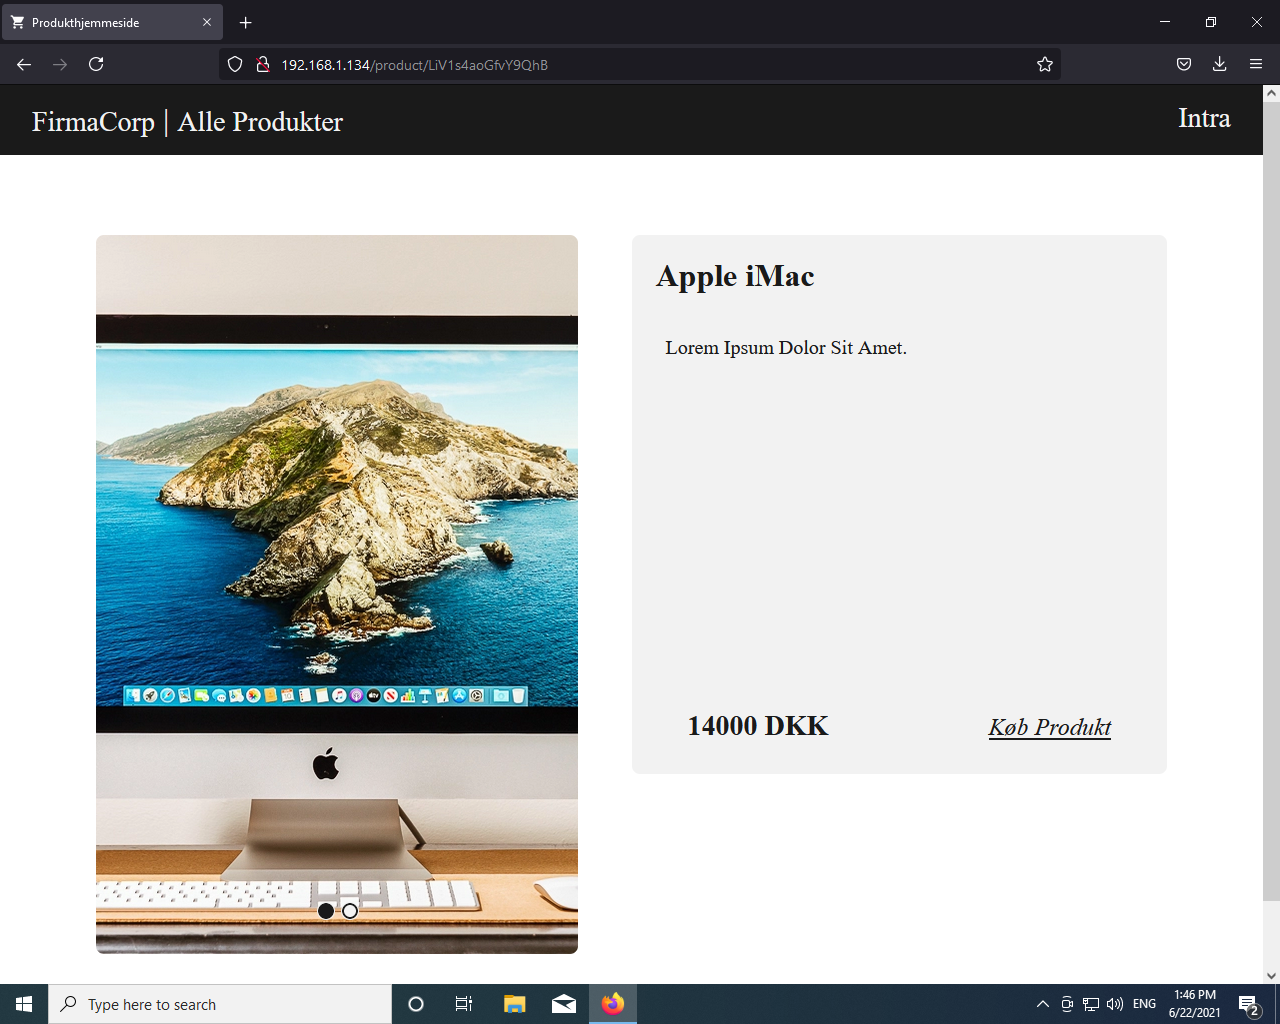 Produkthjemmeside
192.168.1.134/product/LiV1s4aoGfvY9QhB
FirmaCorp | Alle Produkter
Intra
Apple iMac
Lorem Ipsum Dolor Sit Amet.
14000 DKK
Køb Produkt
Type here to search
ENG
1:46 PM
6/22/2021
2